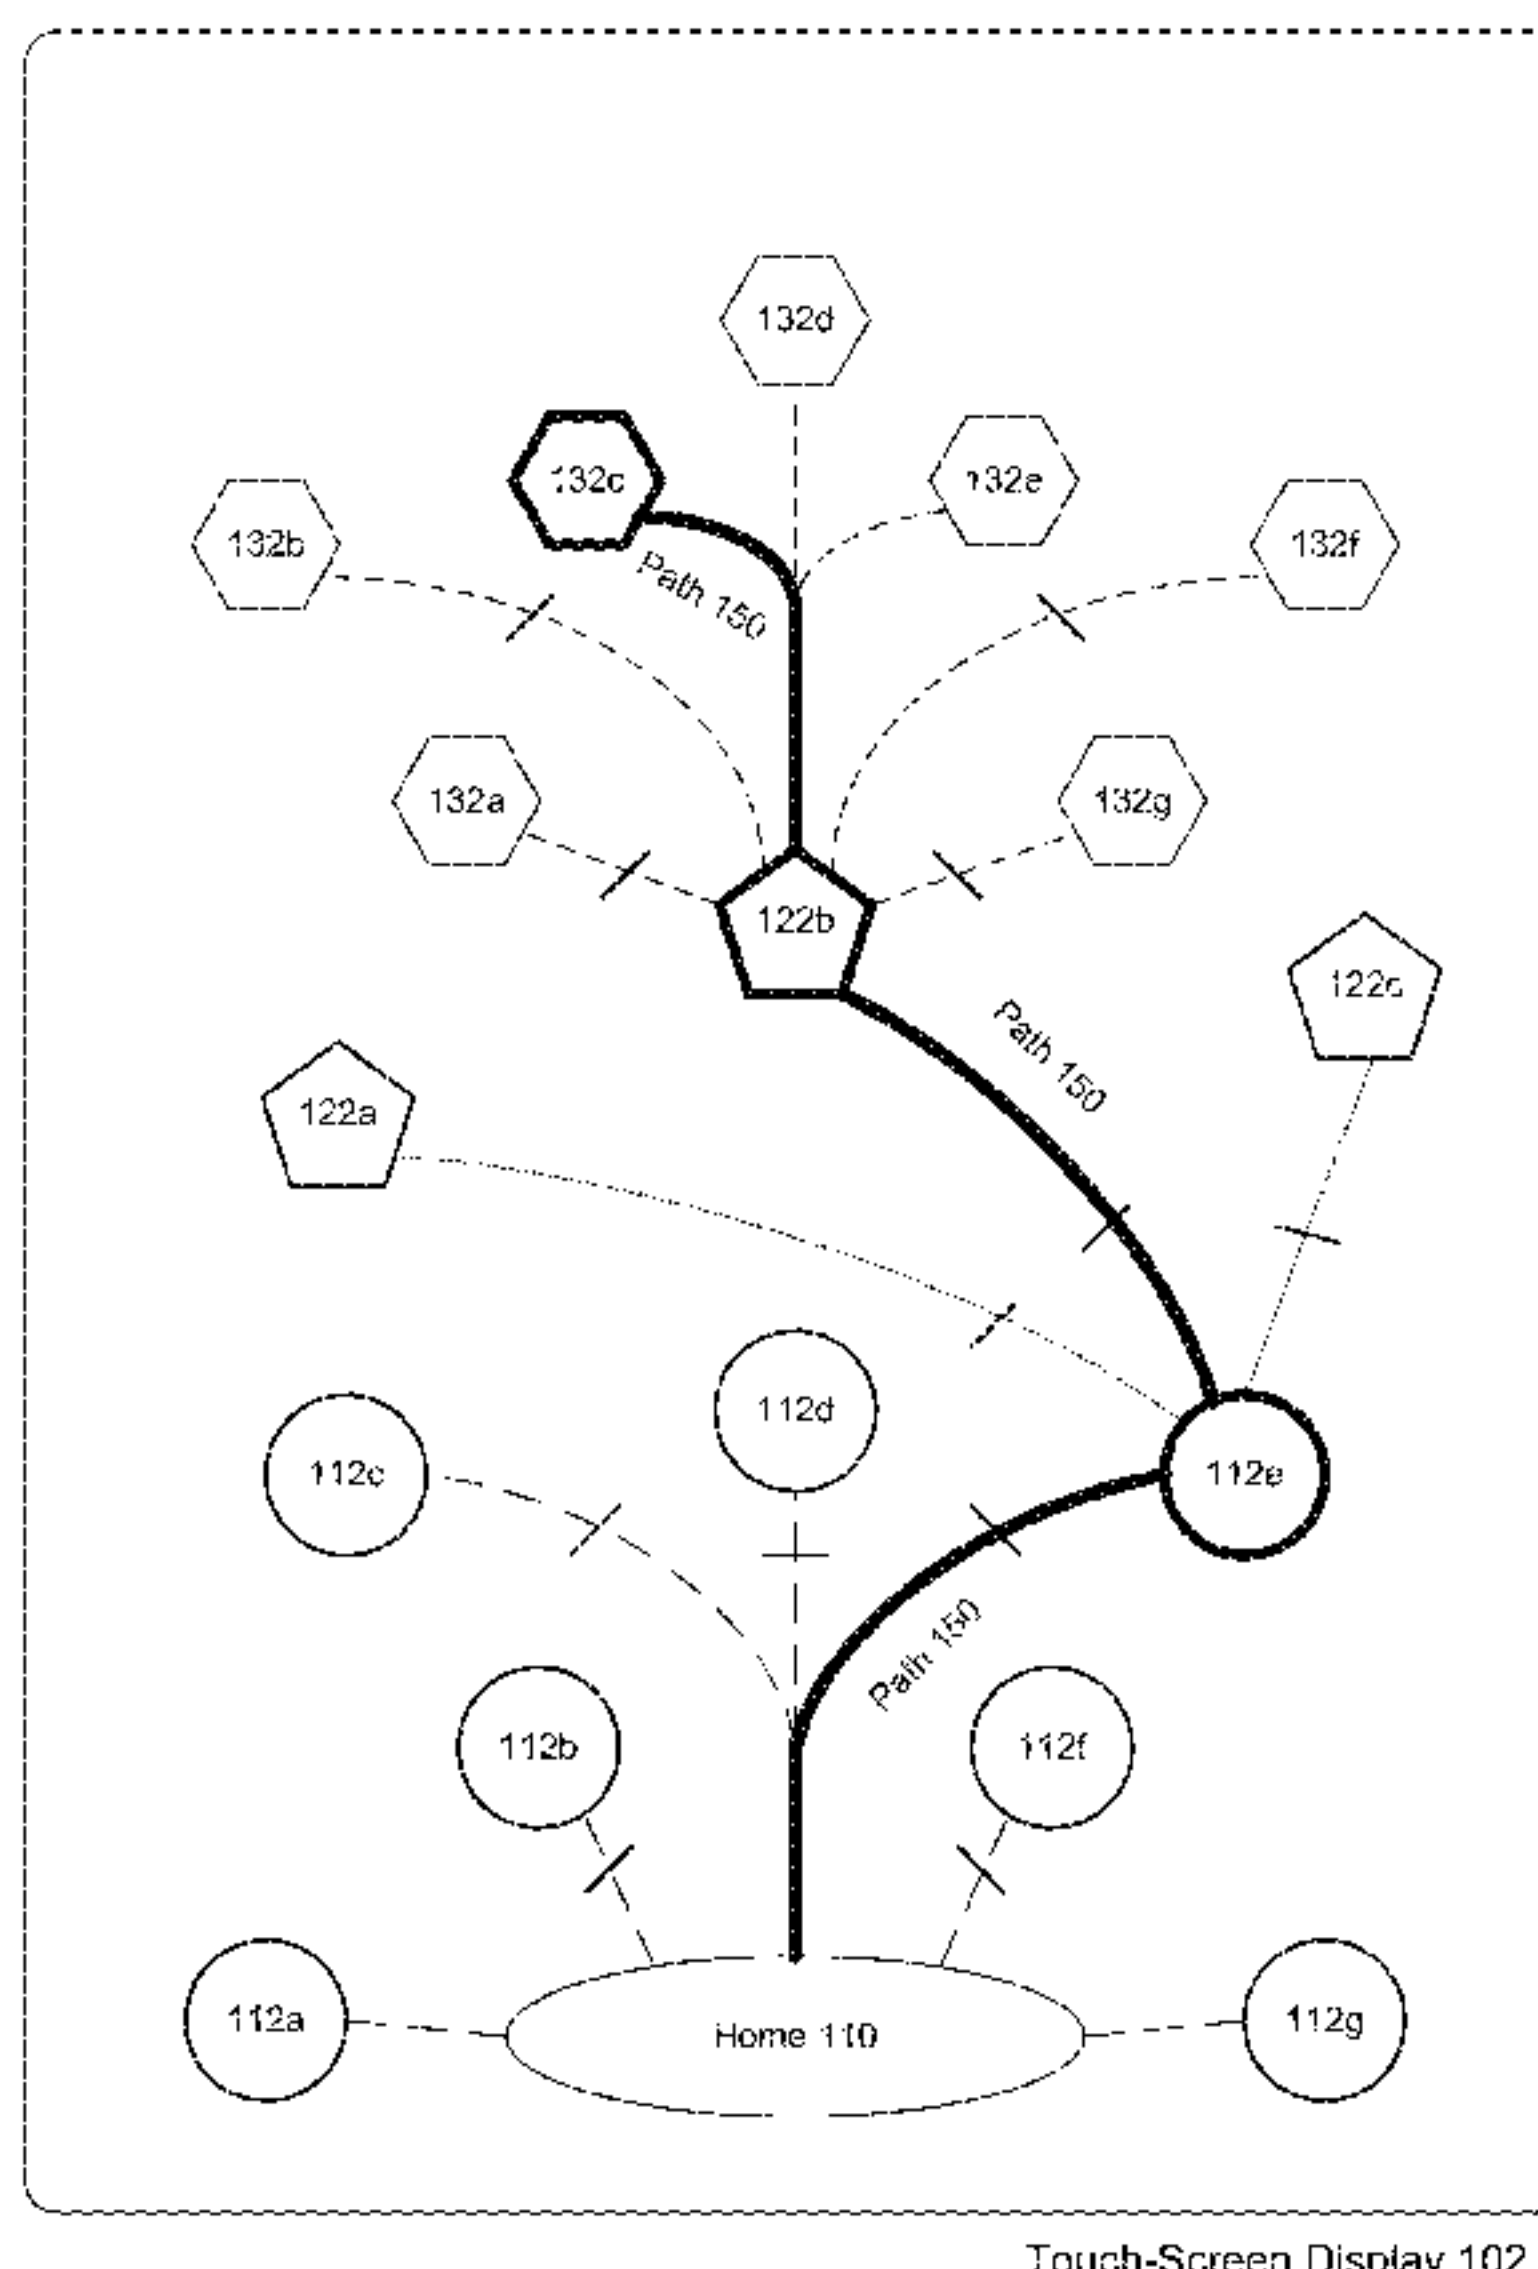 132d
132c
132e
132b
132f
Path 150
132a
132g
122b
122c
Path 150
122a
112d
112c
112e
Path 150
112b
112f
112a
Home 110
112g
Touch-Screen Display 102